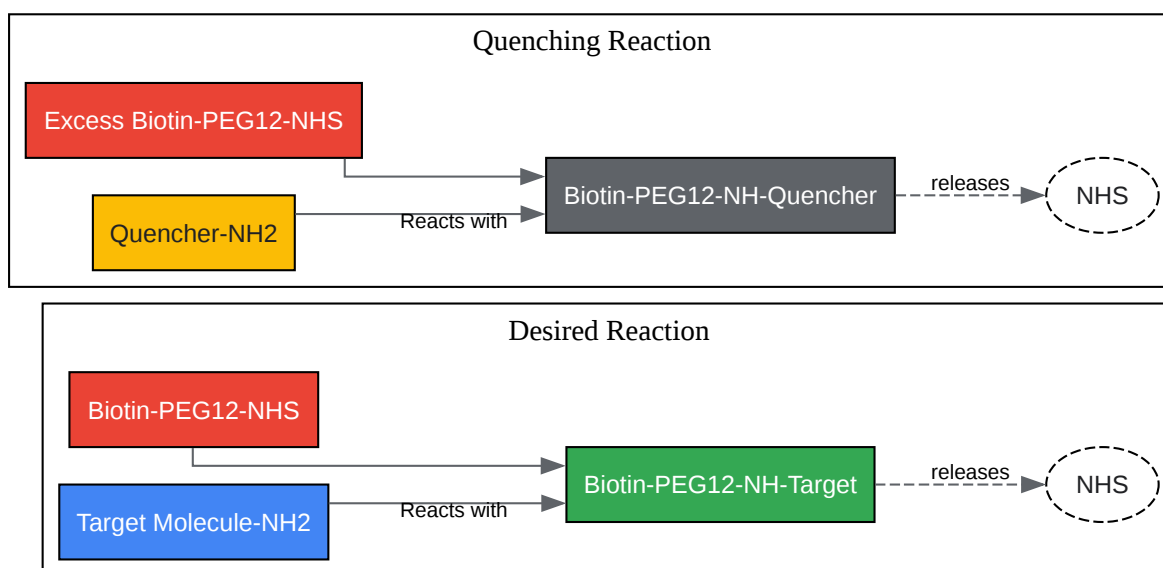 Quenching Reaction
Excess Biotin-PEG12-NHS
Quencher-NH2
Reacts with
Biotin-PEG12-NH-Quencher
releases
NHS
Desired Reaction
Biotin-PEG12-NHS
Target Molecule-NH2
Reacts with
Biotin-PEG12-NH-Target
releases
NHS